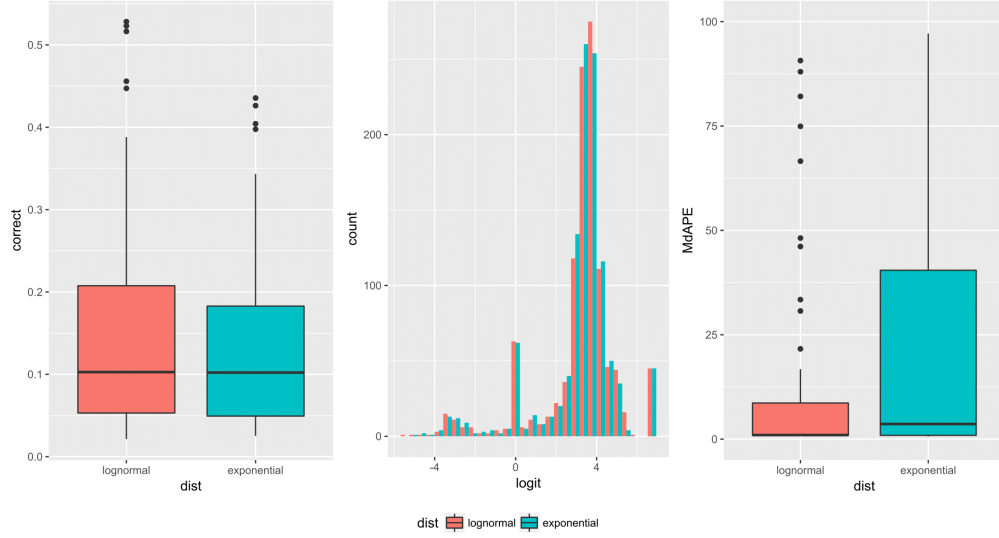 correct
0.5
0.4
0.3
0.2
0.1
0.0
lognormal exponential
dist
count
200
100
0
-4 0 4
logit
MdAPE
100
75
50
25
0
lognormal exponential
dist
dist lognormal exponential